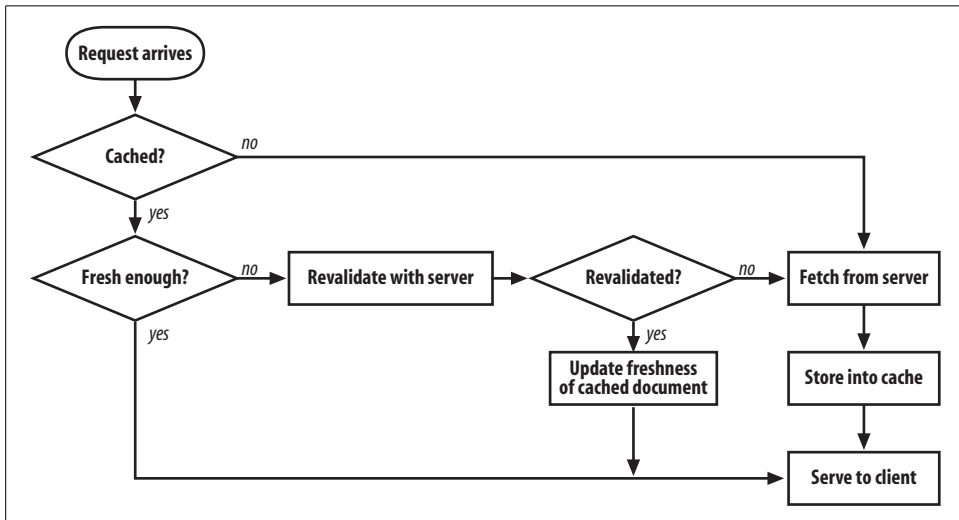 Request arrives
Cached?
no
yes
Fresh enough?
no
Revalidate with server
Revalidated?
no
Fetch from server
yes
yes
Update freshness
of cached document
Store into cache
Serve to client